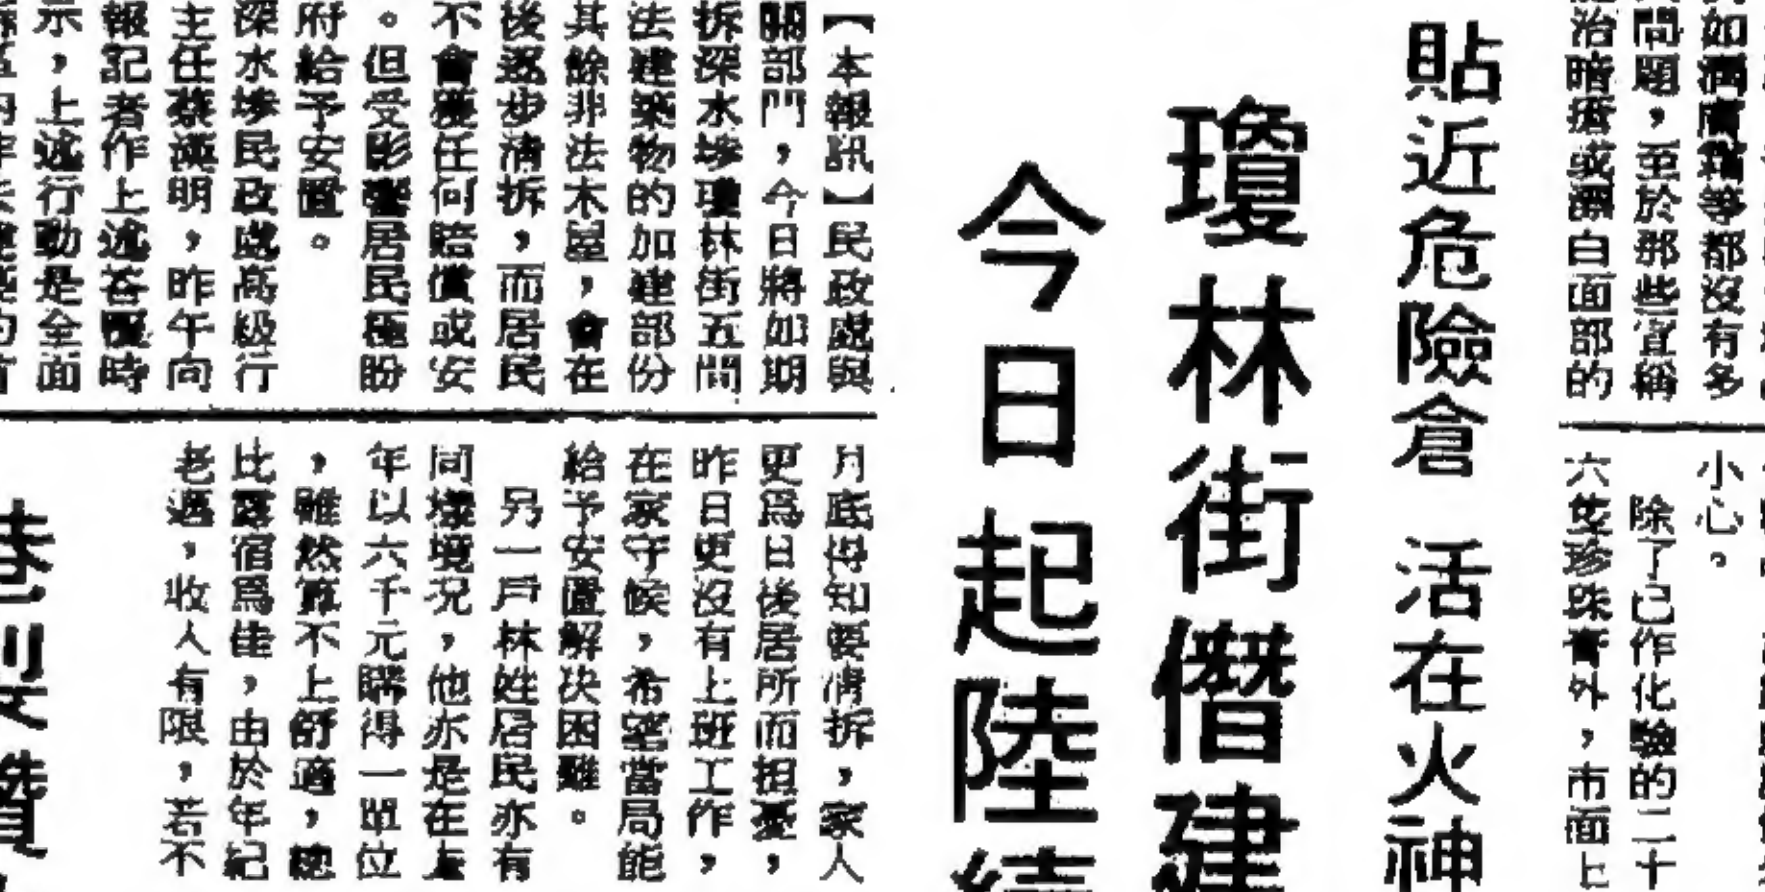 如潤膚霜等都沒有多
問題，至於那些宣稱
治暗瘡或漂白面部的
小心。
除了已作化驗的二十
六隻珍珠膏外，市面上
貼近危險倉　活在火神
瓊林街僭建
今日起陸續
【本報訊】民政處與
關部門，今日將如期
拆深水埗瓊林街五間
法建築物的加建部份
其餘非法木屋，會在
後逐步清拆，而居民
不會獲任何賠償或安
。但受影響居民極盼
府給予安置。
深水埗民政處高級行
主任蔡漢明，昨午向
報記者作上述答覆時
示，上述行動是全面
月底得知要清拆，家人
更為日後居所而担憂，
昨日更沒有上班工作，
在家守候，希望當局能
給予安置解決困難。
另一戶林姓居民亦有
同樣境況，他亦是在上
年以六千元購得一單位
，雖然算不上舒適，總
比露宿為佳，由於年紀
老邁，收入有限，若不